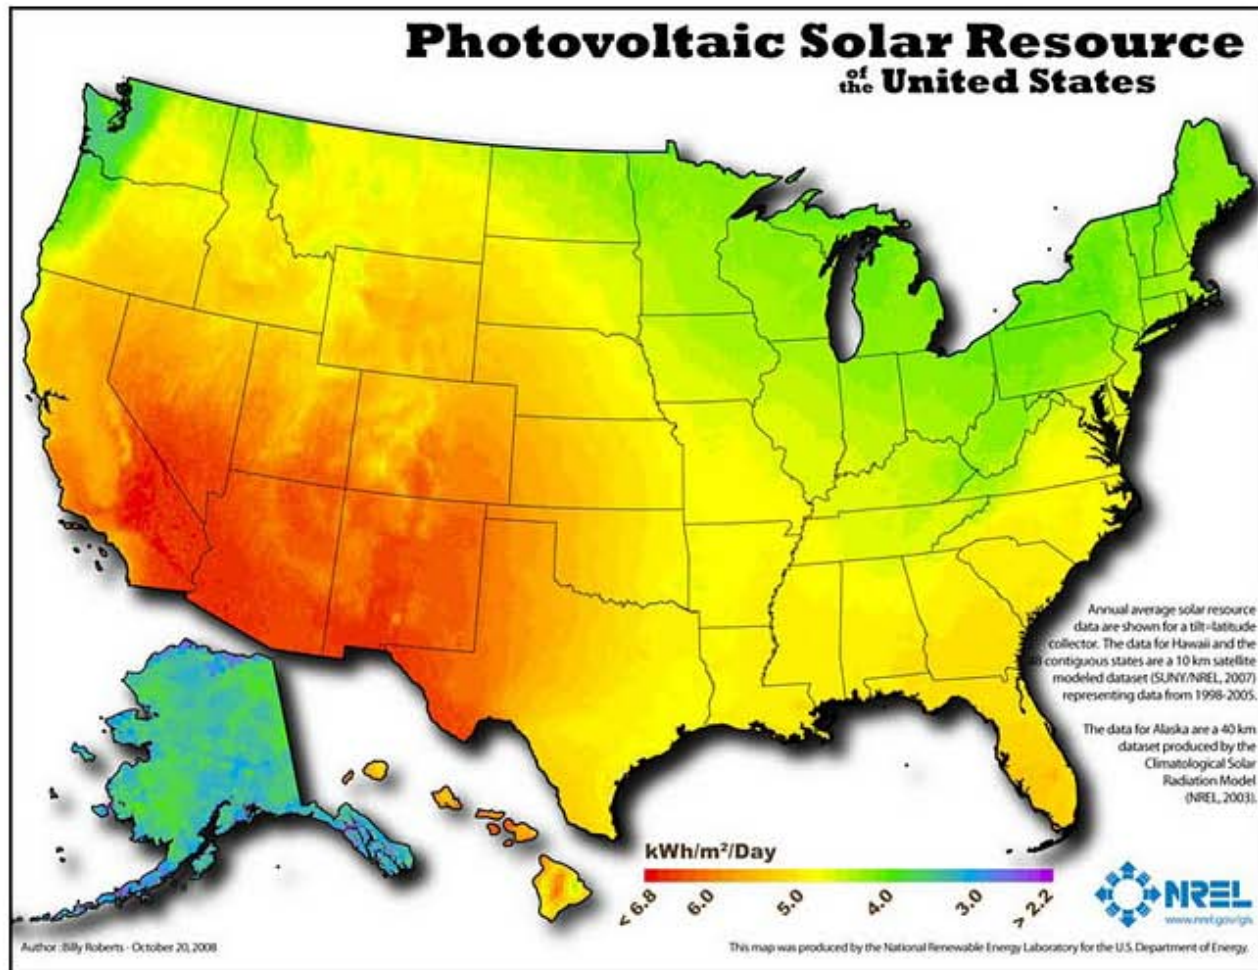 Photovoltaic Solar Resource
of the United States
Annual average solar resource
data are shown for a tilt=latitude
collector. The data for Hawaii and the
48 contiguous states are a 10 km satellite
modeled dataset (SUNY/NREL, 2007)
representing data from 1998-2005.
The data for Alaska are a 40 km
dataset produced by the
Climatological Solar
Radiation Model
(NREL, 2003).
kWh/m²/Day
< 6.8 6.0 5.0 4.0 3.0 > 2.2
NREL
www.nrel.gov/gis
Author : Billy Roberts - October 20, 2008
This map was produced by the National Renewable Energy Laboratory for the U.S. Department of Energy.